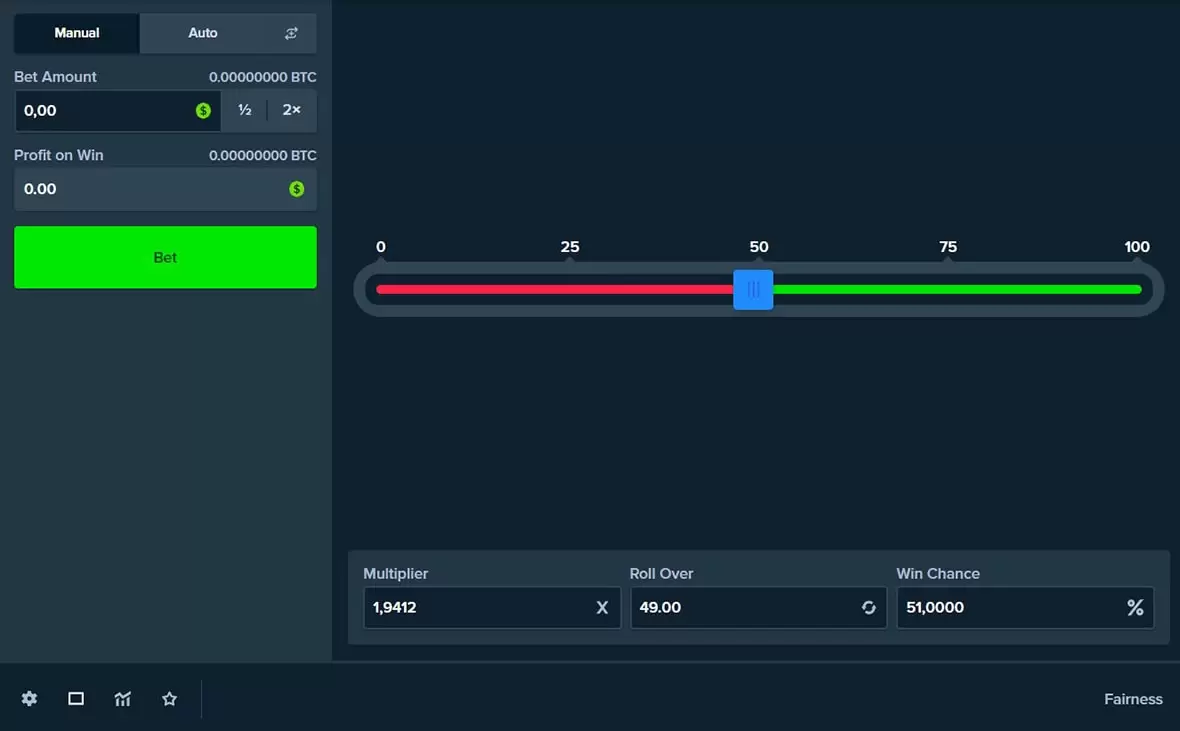 Manual Auto
Bet Amount 0.00000000 BTC
0,00 $ ½ 2×
Profit on Win 0.00000000 BTC
0.00 $
Bet
0 25 50 75 100
Multiplier Roll Over Win Chance
1,9412 X 49.00 51,0000 %
Fairness